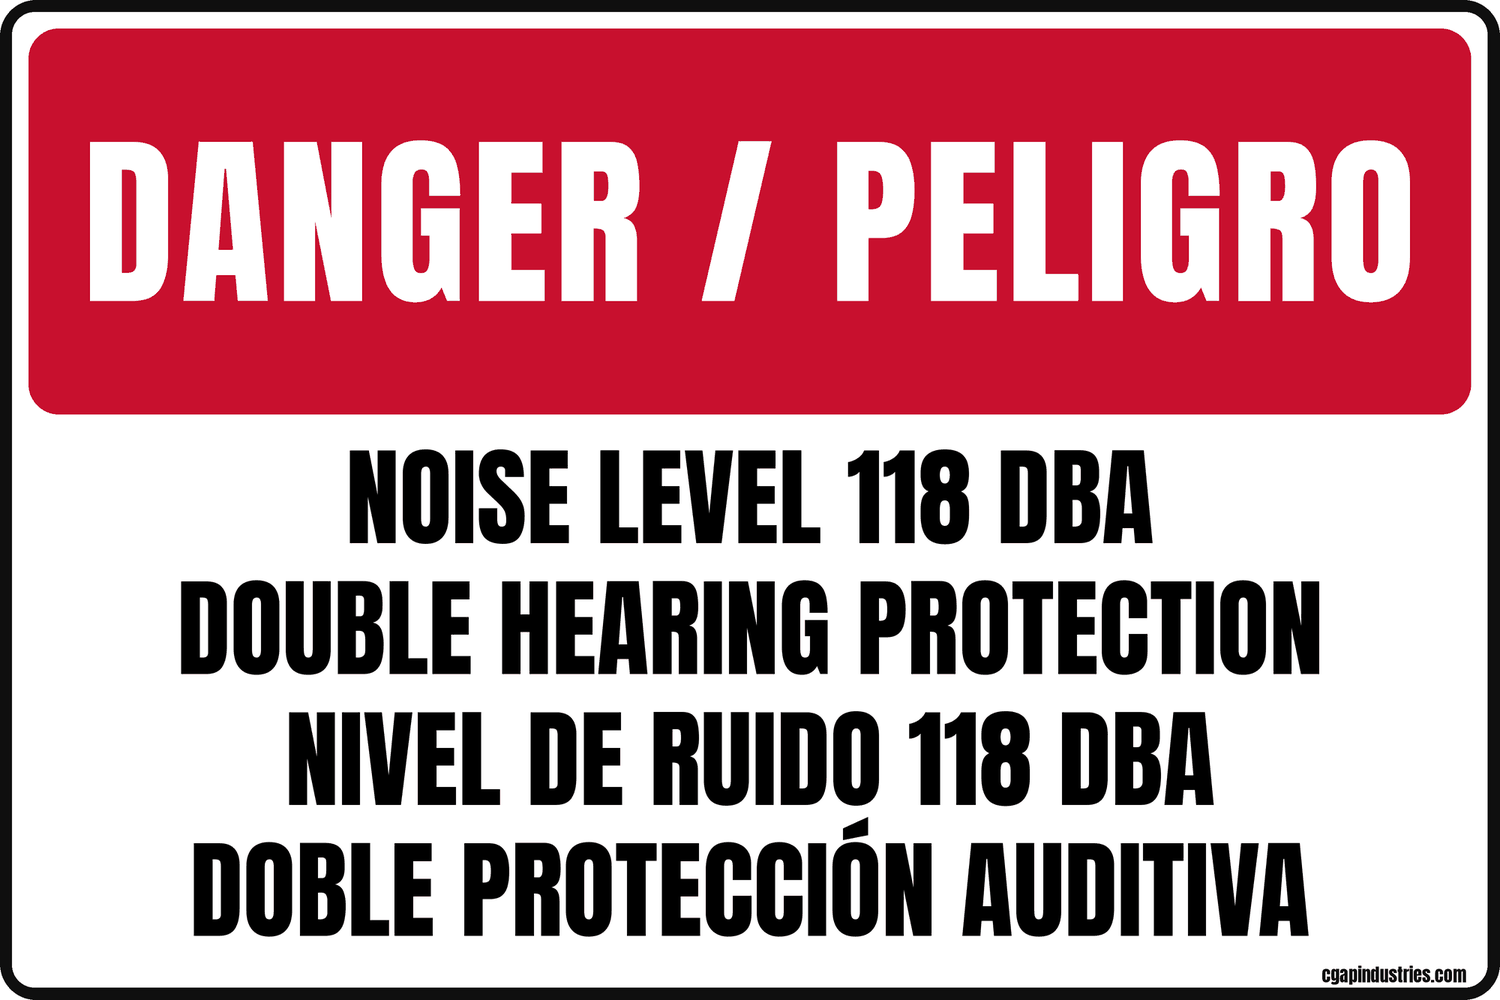 DANGER / PELIGRO
NOISE LEVEL 118 DBA
DOUBLE HEARING PROTECTION
NIVEL DE RUIDO 118 DBA
DOBLE PROTECCIÓN AUDITIVA
cgapindustries.com